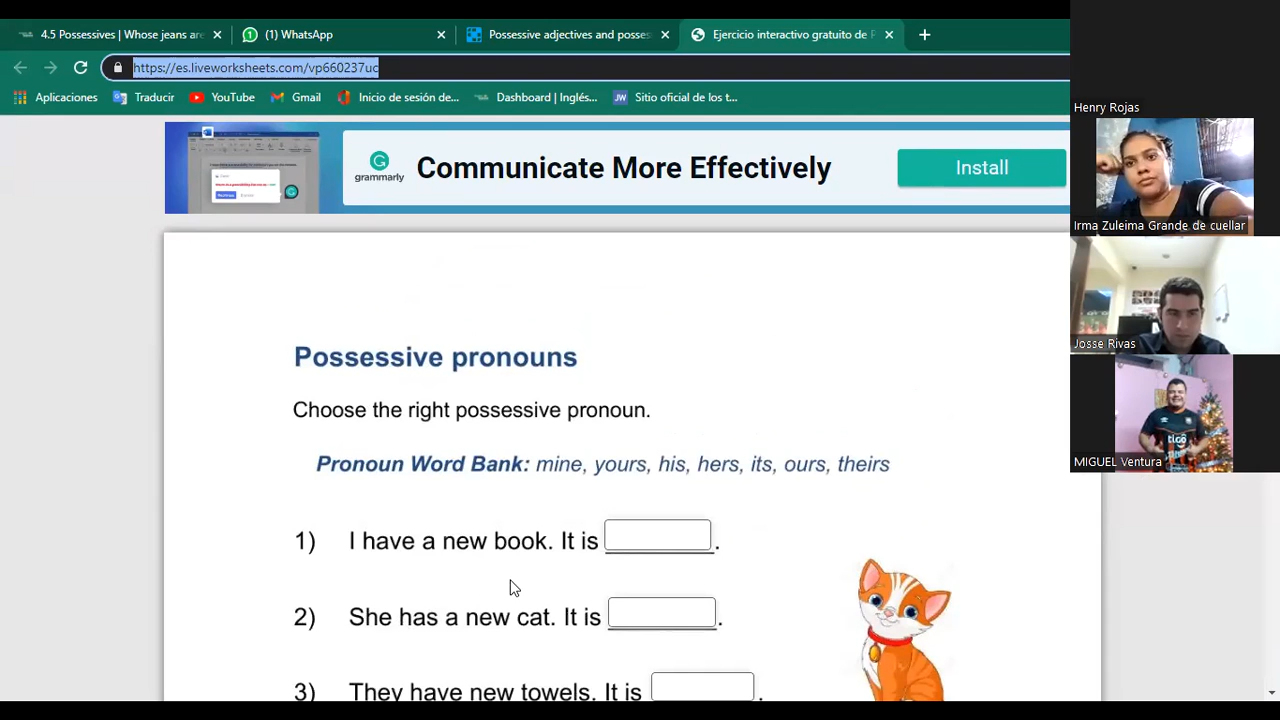 4.5 Possessives | Whose jeans are
(1) WhatsApp
Possessive adjectives and posses
Ejercicio interactivo gratuito de P
https://es.liveworksheets.com/vp660237uc
Aplicaciones
Traducir
YouTube
Gmail
Inicio de sesión de...
Dashboard | Inglés...
JW
Sitio oficial de los t...
Henry Rojas
grammarly
Communicate More Effectively
Install
Irma Zuleima Grande de cuellar
Possessive pronouns
Josse Rivas
Choose the right possessive pronoun.
tigo
MIGUEL Ventura
Pronoun Word Bank: mine, yours, his, hers, its, ours, theirs
1) I have a new book. It is .
2) She has a new cat. It is .
3) They have new towels. It is .